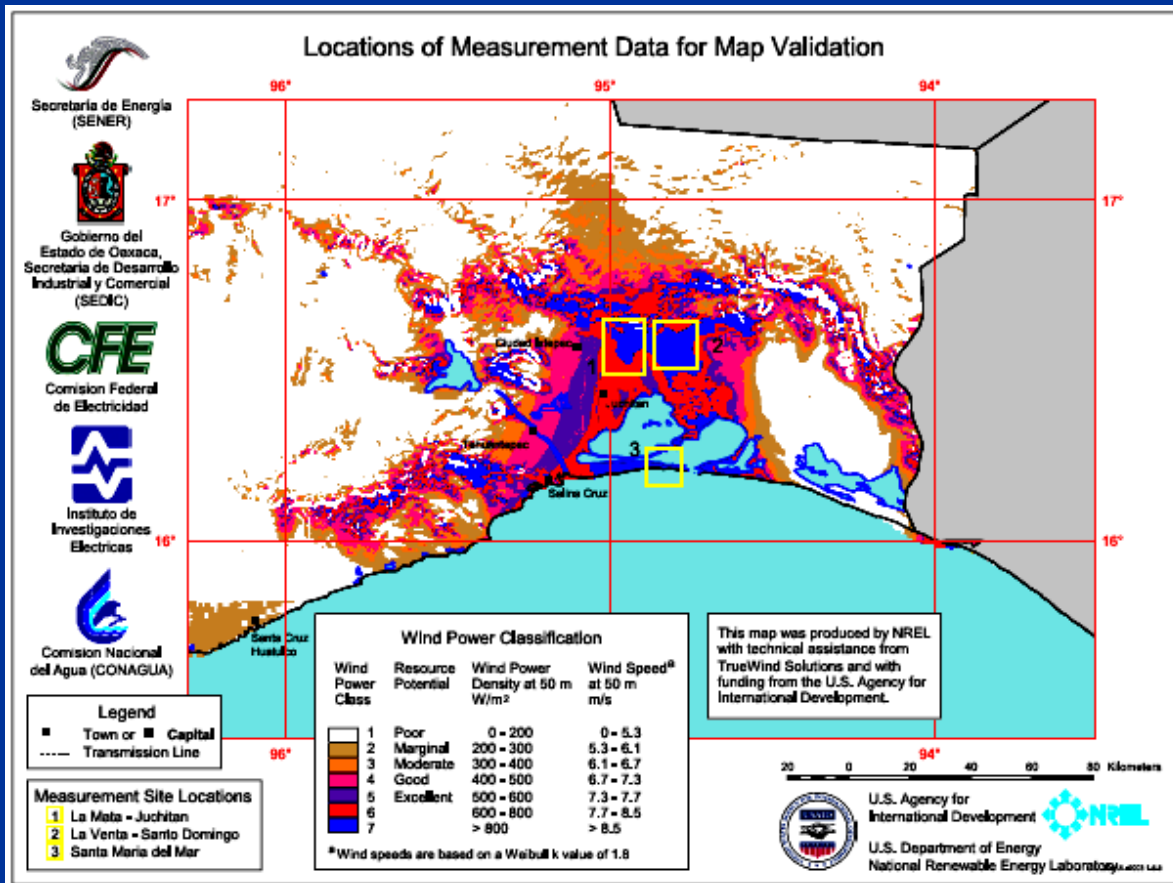 Locations of Measurement Data for Map Validation
Secretaría de Energía
(SENER)
Gobierno del
Estado de Oaxaca,
Secretaria de Desarrollo
Industrial y Comercial
(SEDIC)
CFE
Comision Federal
de Electricidad
Instituto de
Investigaciones
Electricas
Comision Nacional
del Agua (CONAGUA)
96° 95° 94°
17° 17°
16° 16°
96° 94°
Ciudad Ixtepec
1
2
3
Salina Cruz
Santa Cruz
Huatulco
Legend
Town or Capital
Transmission Line
Measurement Site Locations
1 La Mata - Juchitan
2 La Venta - Santo Domingo
3 Santa Maria del Mar
Wind Power Classification
Wind Power Class Resource Potential Wind Power Density at 50 m W/m² Wind Speedª at 50 m m/s
1 Poor 0 - 200 0 - 5.3
2 Marginal 200 - 300 5.3 - 6.1
3 Moderate 300 - 400 6.1 - 6.7
4 Good 400 - 500 6.7 - 7.3
5 Excellent 500 - 600 7.3 - 7.7
6 600 - 800 7.7 - 8.5
7 > 800 > 8.5
ª Wind speeds are based on a Weibull k value of 1.8
This map was produced by NREL
with technical assistance from
TrueWind Solutions and with
funding from the U.S. Agency for
International Development.
20 0 20 40 60 80 Kilometers
U.S. Agency for
International Development
NREL
U.S. Department of Energy
National Renewable Energy Laboratory